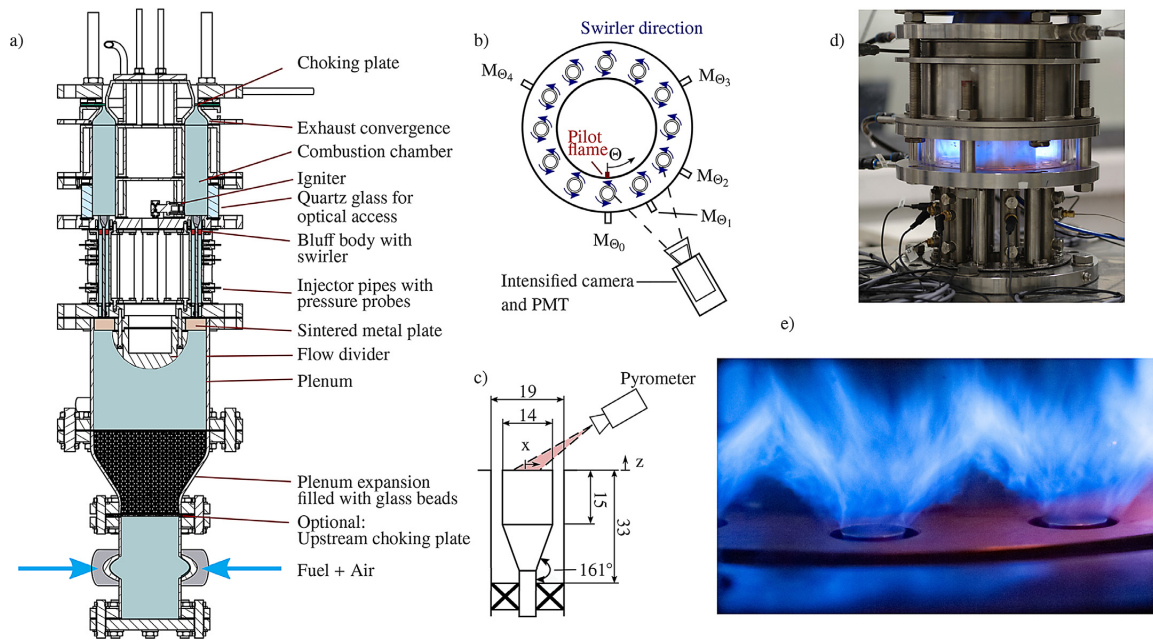 a)
Choking plate
Exhaust convergence
Combustion chamber
Igniter
Quartz glass for
optical access
Bluff body with
swirler
Injector pipes with
pressure probes
Sintered metal plate
Flow divider
Plenum
Plenum expansion
filled with glass beads
Optional:
Upstream choking plate
Fuel + Air
b)
Swirler direction
MΘ4
MΘ3
Pilot
flame
Θ
MΘ2
MΘ1
MΘ0
Intensified camera
and PMT
c)
19
14
Pyrometer
x
z
15
33
161°
d)
e)